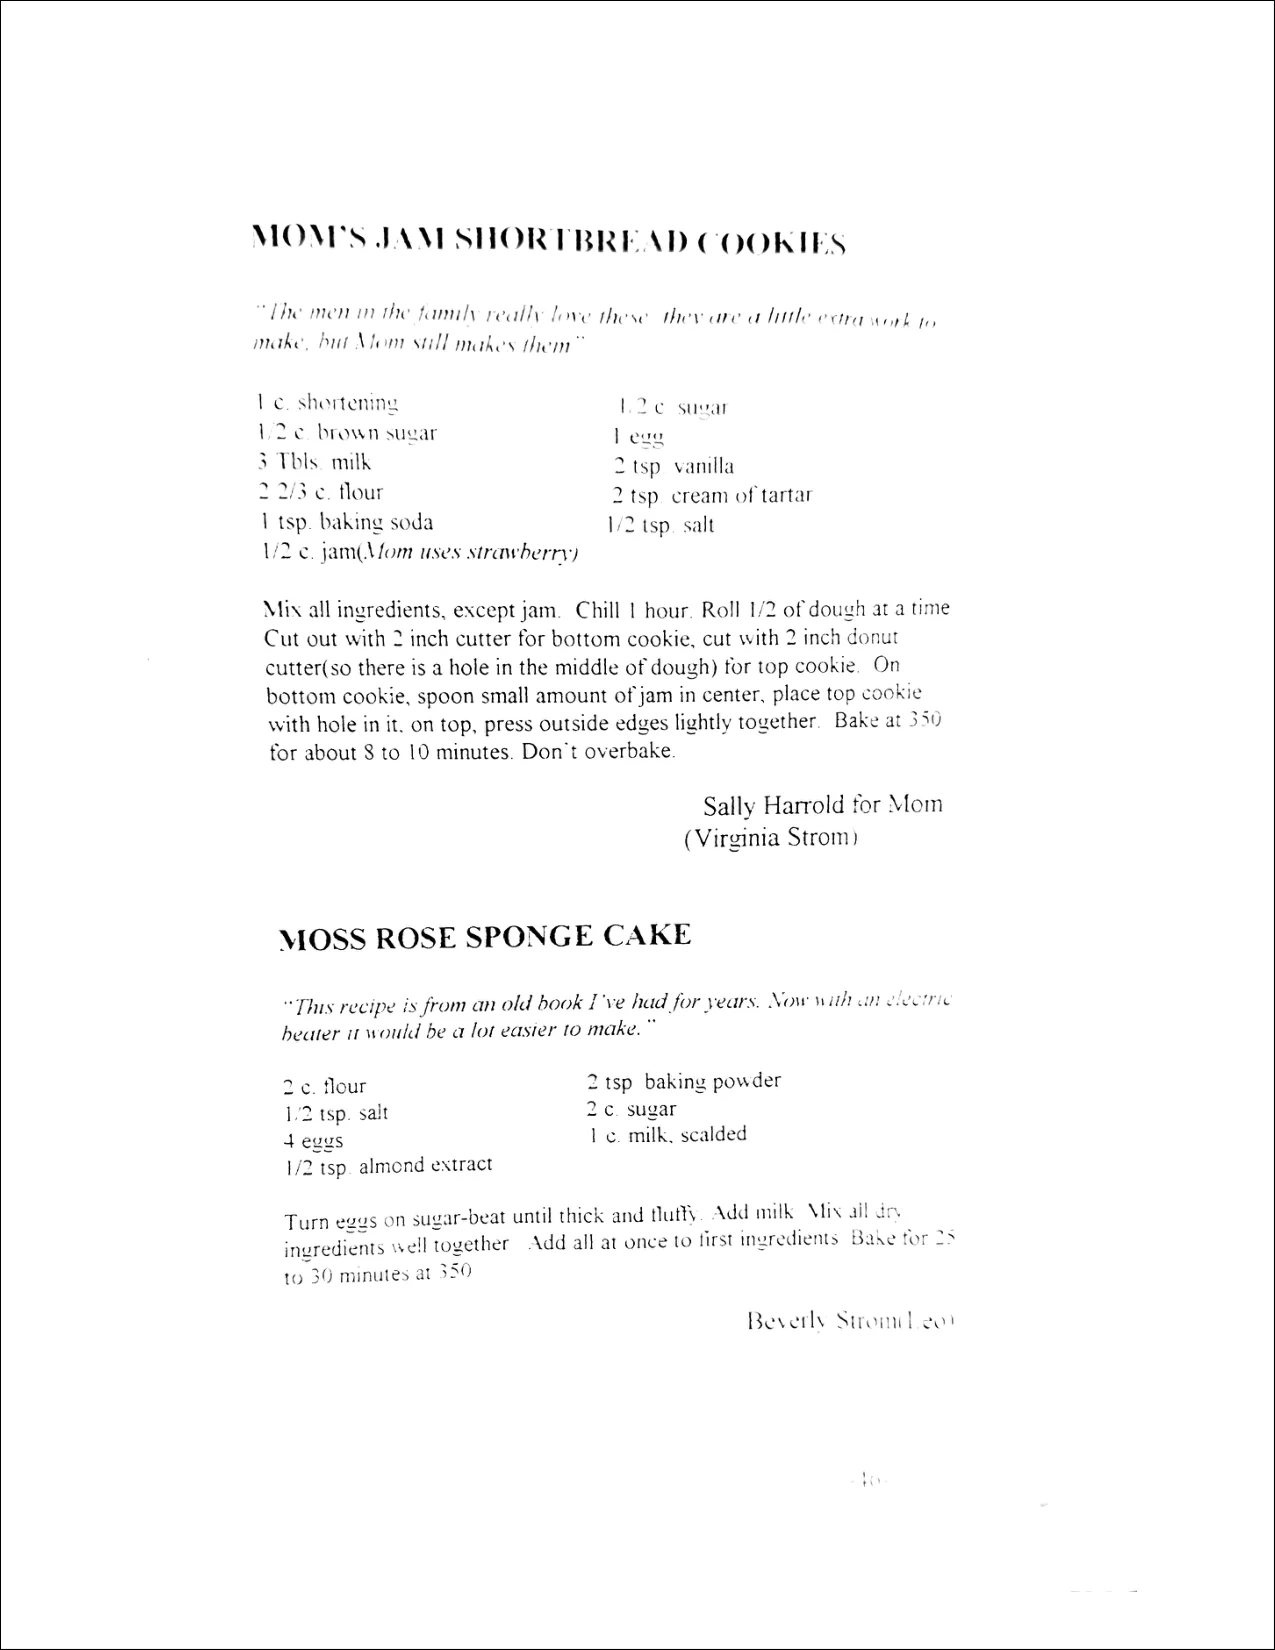 MOM'S JAM SHORTBREAD COOKIES
"The men in the family really love these they are a little extra work to
make, but Mom still makes them"
1 c. shortening 1/2 c sugar
1/2 c. brown sugar 1 egg
3 Tbls. milk 2 tsp vanilla
2 2/3 c. flour 2 tsp. cream of tartar
1 tsp. baking soda 1/2 tsp. salt
1/2 c. jam(Mom uses strawberry)
Mix all ingredients, except jam. Chill 1 hour. Roll 1/2 of dough at a time
Cut out with 2 inch cutter for bottom cookie, cut with 2 inch donut
cutter(so there is a hole in the middle of dough) for top cookie. On
bottom cookie, spoon small amount of jam in center, place top cookie
with hole in it, on top, press outside edges lightly together. Bake at 350
for about 8 to 10 minutes. Don't overbake.
Sally Harrold for Mom
(Virginia Strom)
MOSS ROSE SPONGE CAKE
"This recipe is from an old book I've had for years. Now with an electric
beater it would be a lot easier to make."
2 c. flour 2 tsp baking powder
1/2 tsp. salt 2 c. sugar
4 eggs 1 c. milk, scalded
1/2 tsp. almond extract
Turn eggs on sugar-beat until thick and fluffy. Add milk Mix all dry
ingredients well together Add all at once to first ingredients Bake for 25
to 30 minutes at 350
Beverly Strom(Leo)